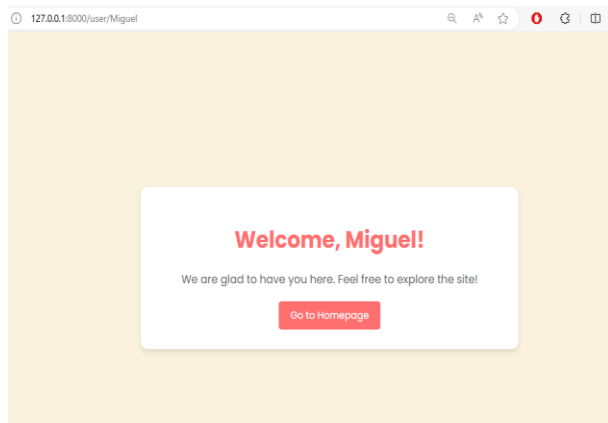 127.0.0.1:8000/user/Miguel
Welcome, Miguel!
We are glad to have you here. Feel free to explore the site!
Go to Homepage